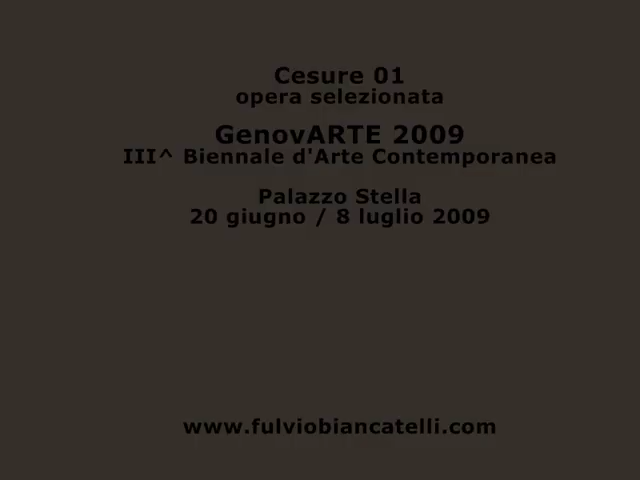 Cesure 01
opera selezionata
GenovARTE 2009
III^ Biennale d'Arte Contemporanea
Palazzo Stella
20 giugno / 8 luglio 2009
www.fulviobiancatelli.com